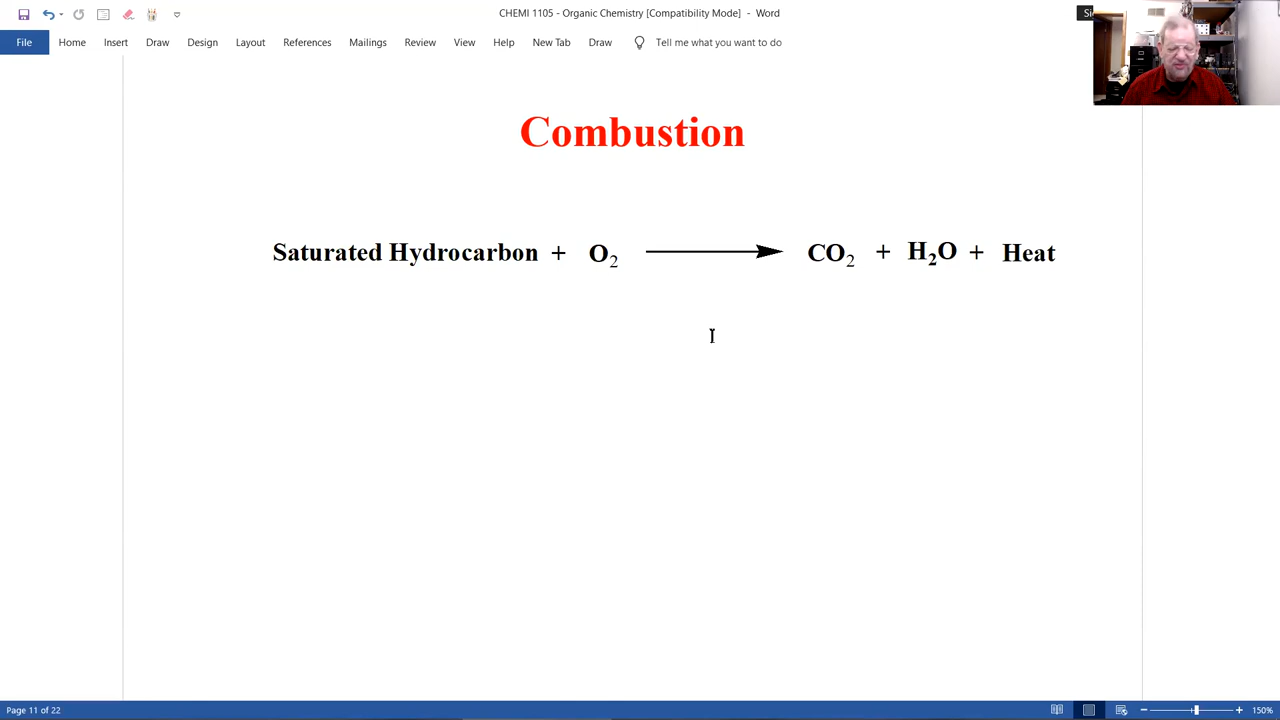 CHEMI 1105 - Organic Chemistry [Compatibility Mode] - Word
File Home Insert Draw Design Layout References Mailings Review View Help New Tab Draw Tell me what you want to do
Combustion
Saturated Hydrocarbon + O₂ ⟶ CO₂ + H₂O + Heat
Page 11 of 22
150%